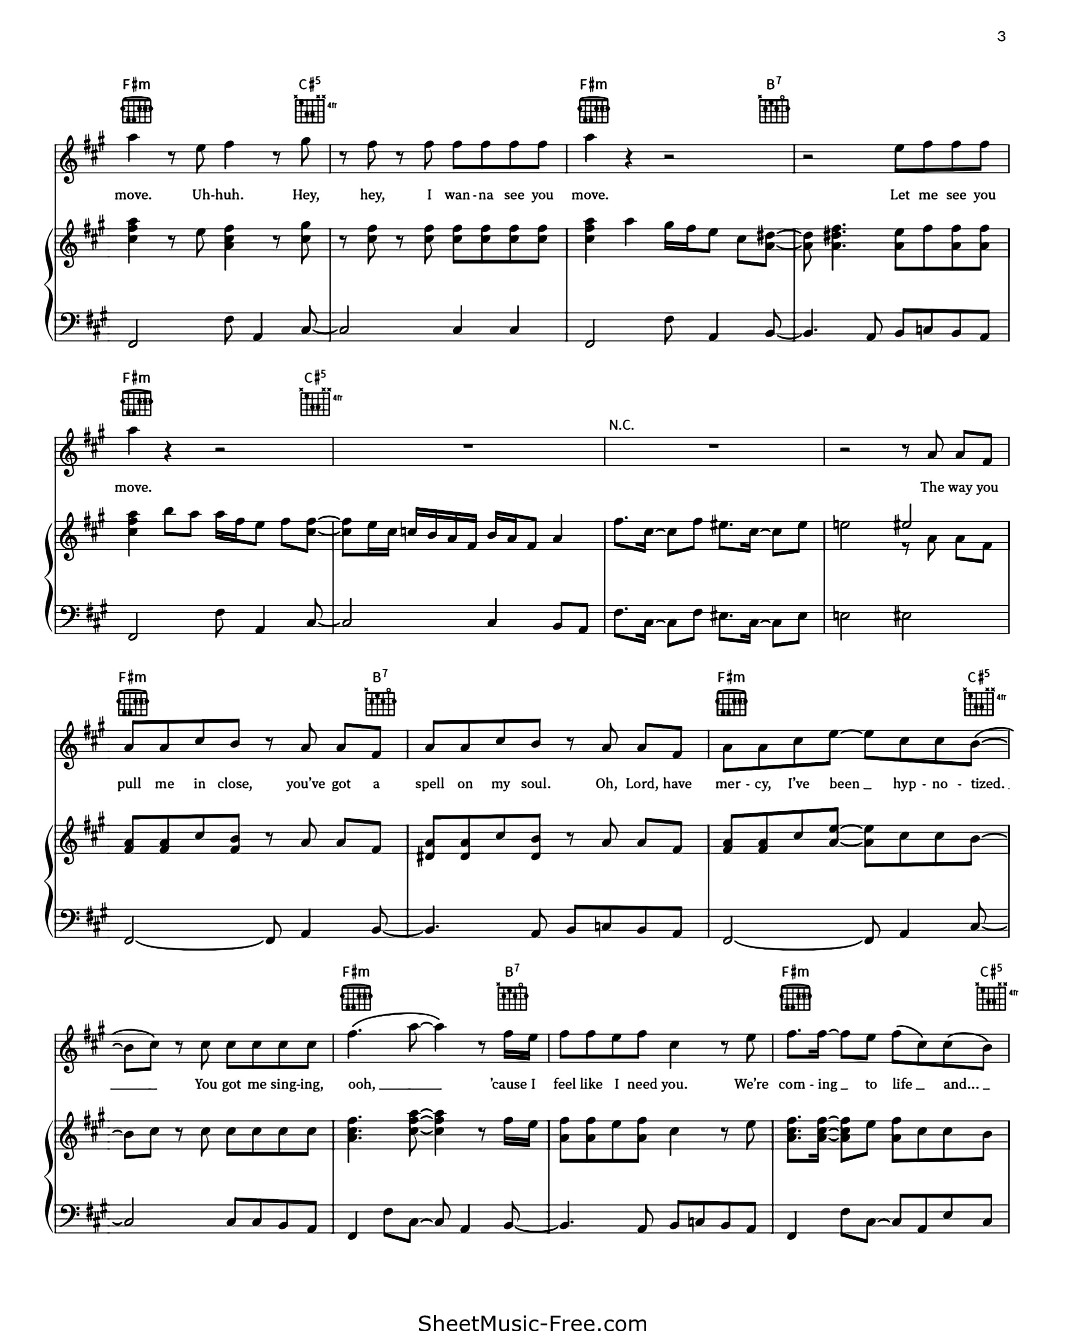 3
F#m C#5 F#m B7
4fr
move. Uh-huh. Hey, hey, I wan-na see you move. Let me see you
F#m C#5
4fr
N.C.
move. The way you
F#m B7 F#m C#5
4fr
pull me in close, you've got a spell on my soul. Oh, Lord, have mer - cy, I've been _ hyp - no - tized.
F#m B7 F#m C#5
4fr
You got me sing-ing, ooh, 'cause I feel like I need you. We're com - ing _ to life _ and... _
SheetMusic-Free.com